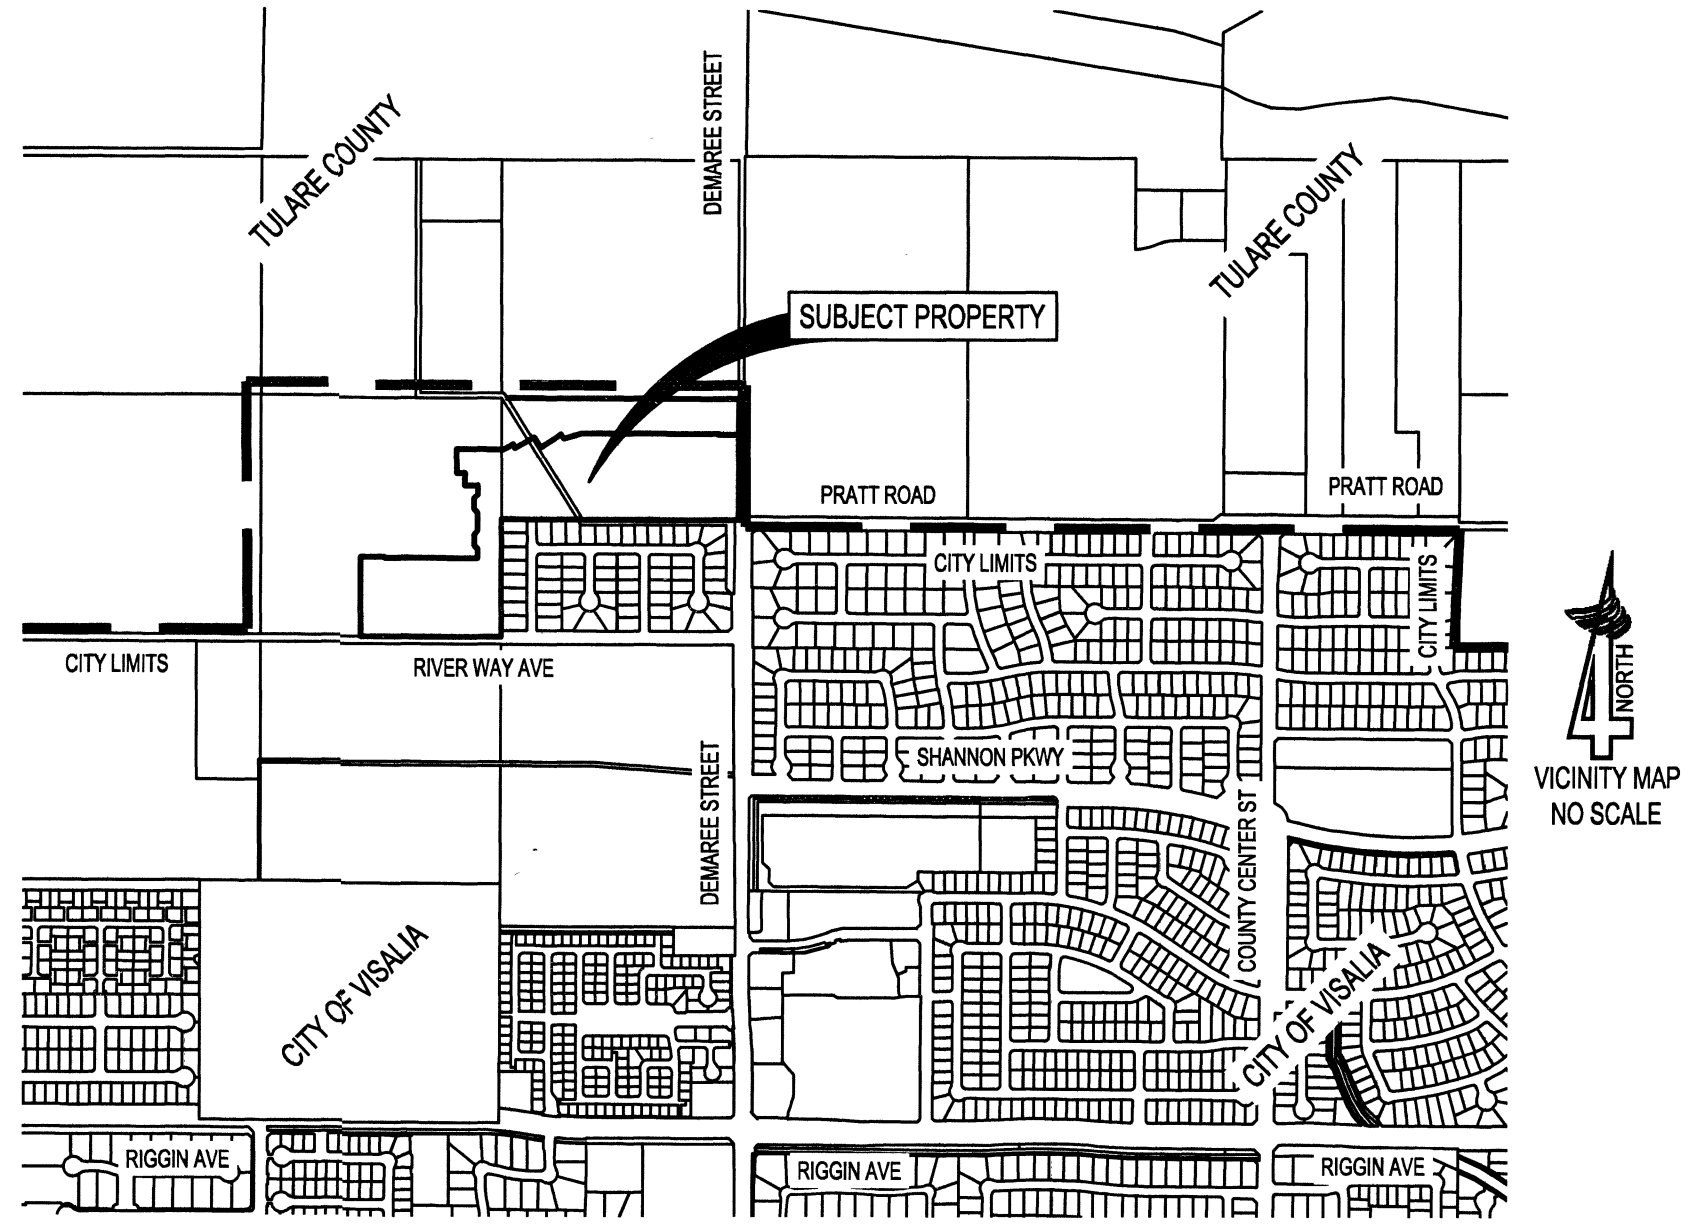 DEMAREE STREET
TULARE COUNTY
TULARE COUNTY
SUBJECT PROPERTY
PRATT ROAD
PRATT ROAD
CITY LIMITS
CITY LIMITS
CITY LIMITS
RIVER WAY AVE
NORTH
SHANNON PKWY
VICINITY MAP
NO SCALE
DEMAREE STREET
COUNTY CENTER ST
CITY OF VISALIA
CITY OF VISALIA
RIGGIN AVE
RIGGIN AVE
RIGGIN AVE